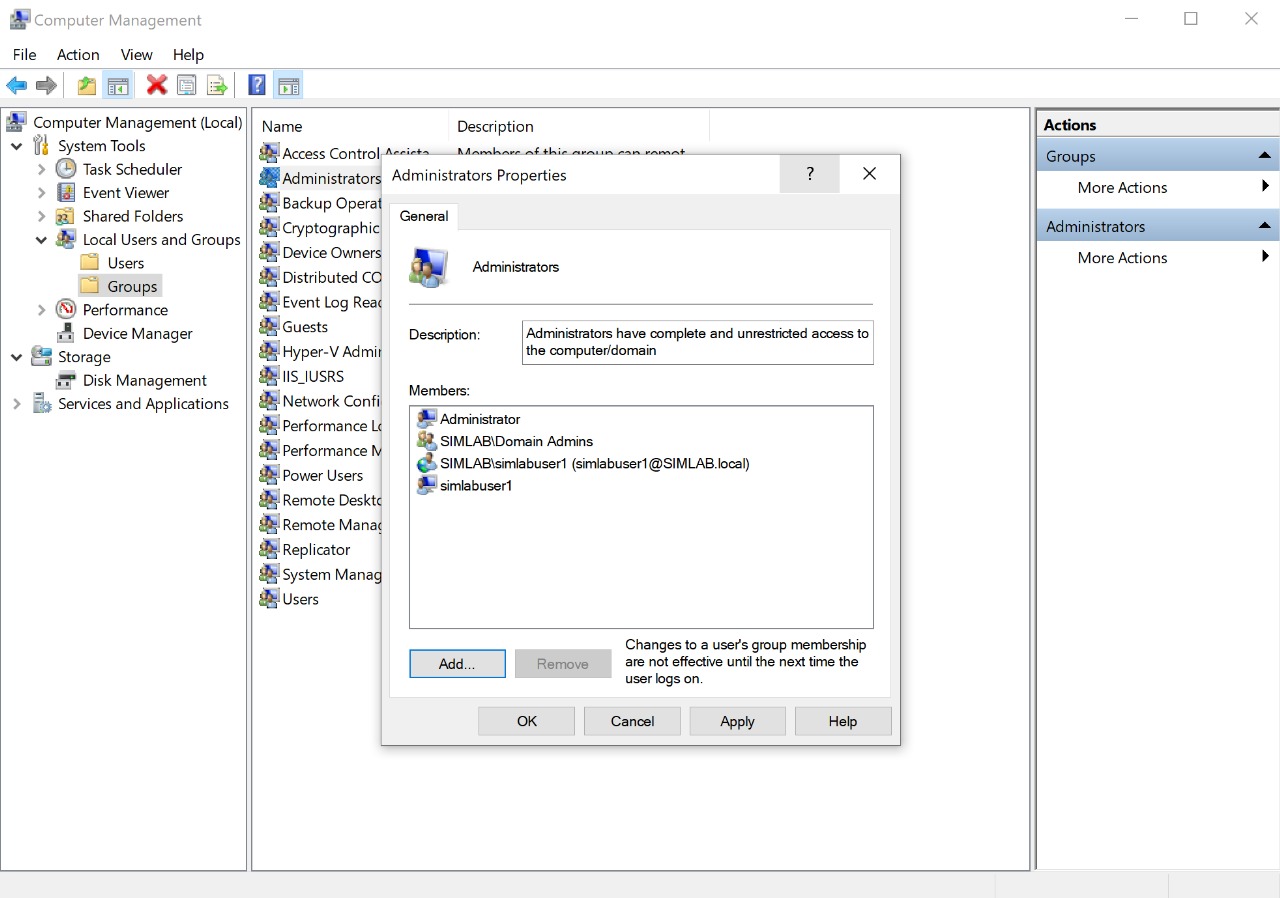 Computer Management
File Action View Help
Computer Management (Local)
System Tools
Task Scheduler
Event Viewer
Shared Folders
Local Users and Groups
Users
Groups
Performance
Device Manager
Storage
Disk Management
Services and Applications
Name Description
Access Control Assista
Administrators
Backup Operat
Cryptographic
Device Owners
Distributed CO
Event Log Read
Guests
Hyper-V Admin
IIS_IUSRS
Network Confi
Performance Lo
Performance M
Power Users
Remote Deskto
Remote Manag
Replicator
System Manag
Users
Members of this group can remot
Administrators Properties
?
General
Administrators
Description:
Administrators have complete and unrestricted access to
the computer/domain
Members:
Administrator
SIMLAB\Domain Admins
SIMLAB\simlabuser1 (simlabuser1@SIMLAB.local)
simlabuser1
Add...
Remove
Changes to a user's group membership
are not effective until the next time the
user logs on.
OK Cancel Apply Help
Actions
Groups
More Actions
Administrators
More Actions